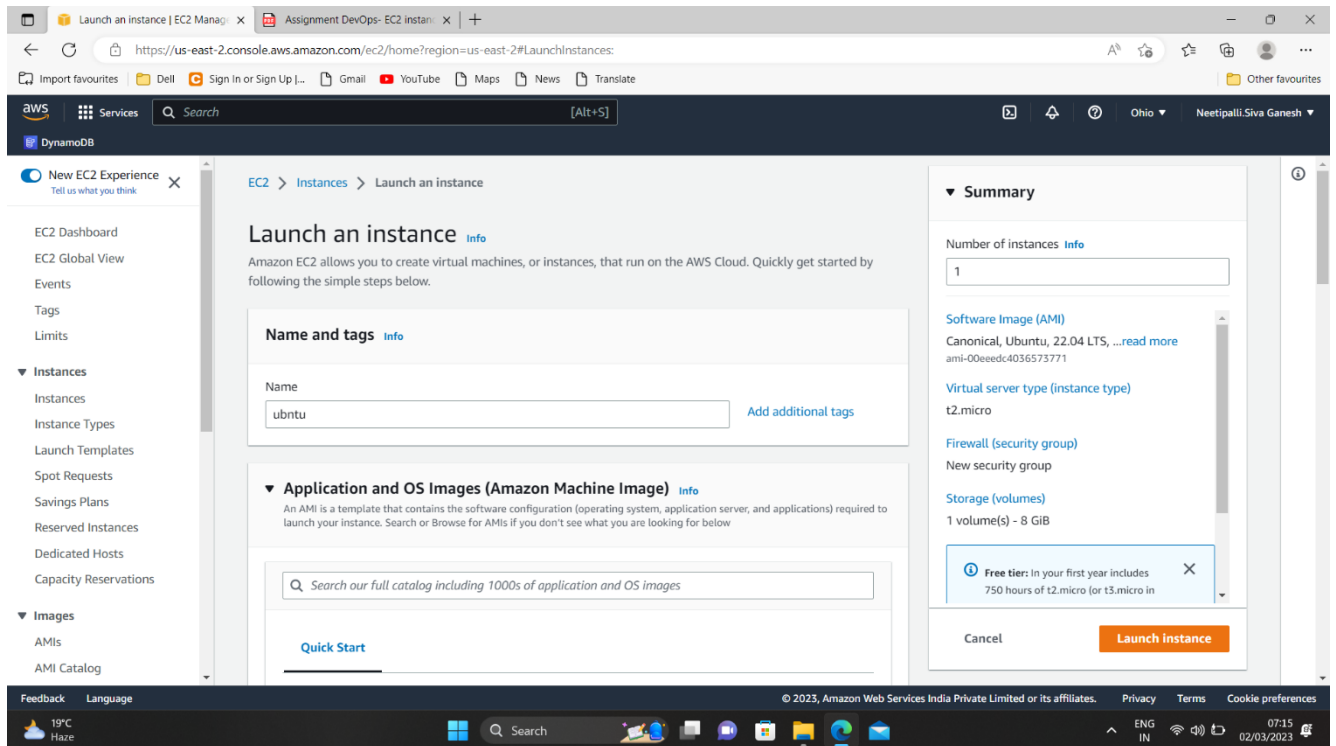 Launch an instance | EC2 Manag
Assignment DevOps- EC2 instan
https://us-east-2.console.aws.amazon.com/ec2/home?region=us-east-2#LaunchInstances:
Import favourites Dell Sign In or Sign Up |... Gmail YouTube Maps News Translate Other favourites
aws Services Search [Alt+S] Ohio Neetipalli.Siva Ganesh
DynamoDB
New EC2 Experience
Tell us what you think
EC2 Dashboard
EC2 Global View
Events
Tags
Limits
Instances
Instances
Instance Types
Launch Templates
Spot Requests
Savings Plans
Reserved Instances
Dedicated Hosts
Capacity Reservations
Images
AMIs
AMI Catalog
EC2 > Instances > Launch an instance
Launch an instance Info
Amazon EC2 allows you to create virtual machines, or instances, that run on the AWS Cloud. Quickly get started by
following the simple steps below.
Name and tags Info
Name
ubntu Add additional tags
Application and OS Images (Amazon Machine Image) Info
An AMI is a template that contains the software configuration (operating system, application server, and applications) required to
launch your instance. Search or Browse for AMIs if you don't see what you are looking for below
Search our full catalog including 1000s of application and OS images
Quick Start
Summary
Number of instances Info
1
Software Image (AMI)
Canonical, Ubuntu, 22.04 LTS, ...read more
ami-00eeedc4036573771
Virtual server type (instance type)
t2.micro
Firewall (security group)
New security group
Storage (volumes)
1 volume(s) - 8 GiB
Free tier: In your first year includes
750 hours of t2.micro (or t3.micro in
Cancel Launch instance
Feedback Language © 2023, Amazon Web Services India Private Limited or its affiliates. Privacy Terms Cookie preferences
19°C
Haze
Search
ENG
IN
07:15
02/03/2023